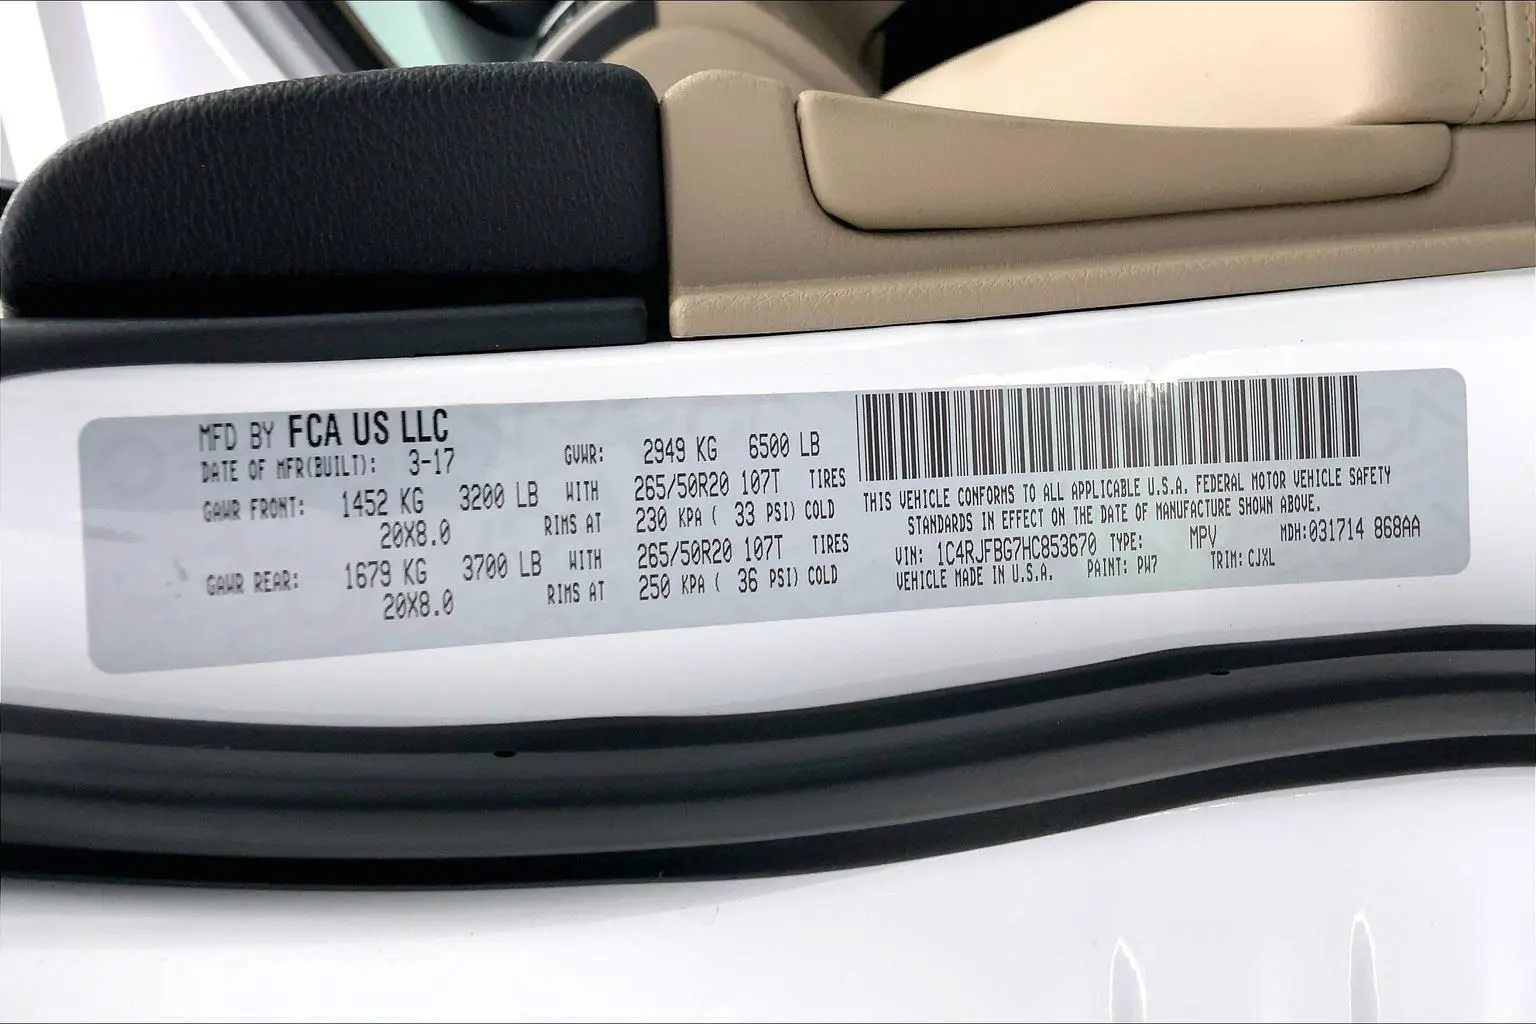 MFD BY FCA US LLC
DATE OF MFR(BUILT): 3-17 GVWR: 2949 KG 6500 LB
GAWR FRONT: 1452 KG 3200 LB WITH 265/50R20 107T TIRES
20X8.0 RIMS AT 230 KPA ( 33 PSI) COLD
GAWR REAR: 1679 KG 3700 LB WITH 265/50R20 107T TIRES
20X8.0 RIMS AT 250 KPA ( 36 PSI) COLD
THIS VEHICLE CONFORMS TO ALL APPLICABLE U.S.A. FEDERAL MOTOR VEHICLE SAFETY
STANDARDS IN EFFECT ON THE DATE OF MANUFACTURE SHOWN ABOVE.
VIN: 1C4RJFBG7HC853670 TYPE: MPV MDH:031714 868AA
VEHICLE MADE IN U.S.A. PAINT: PW7 TRIM: CJXL